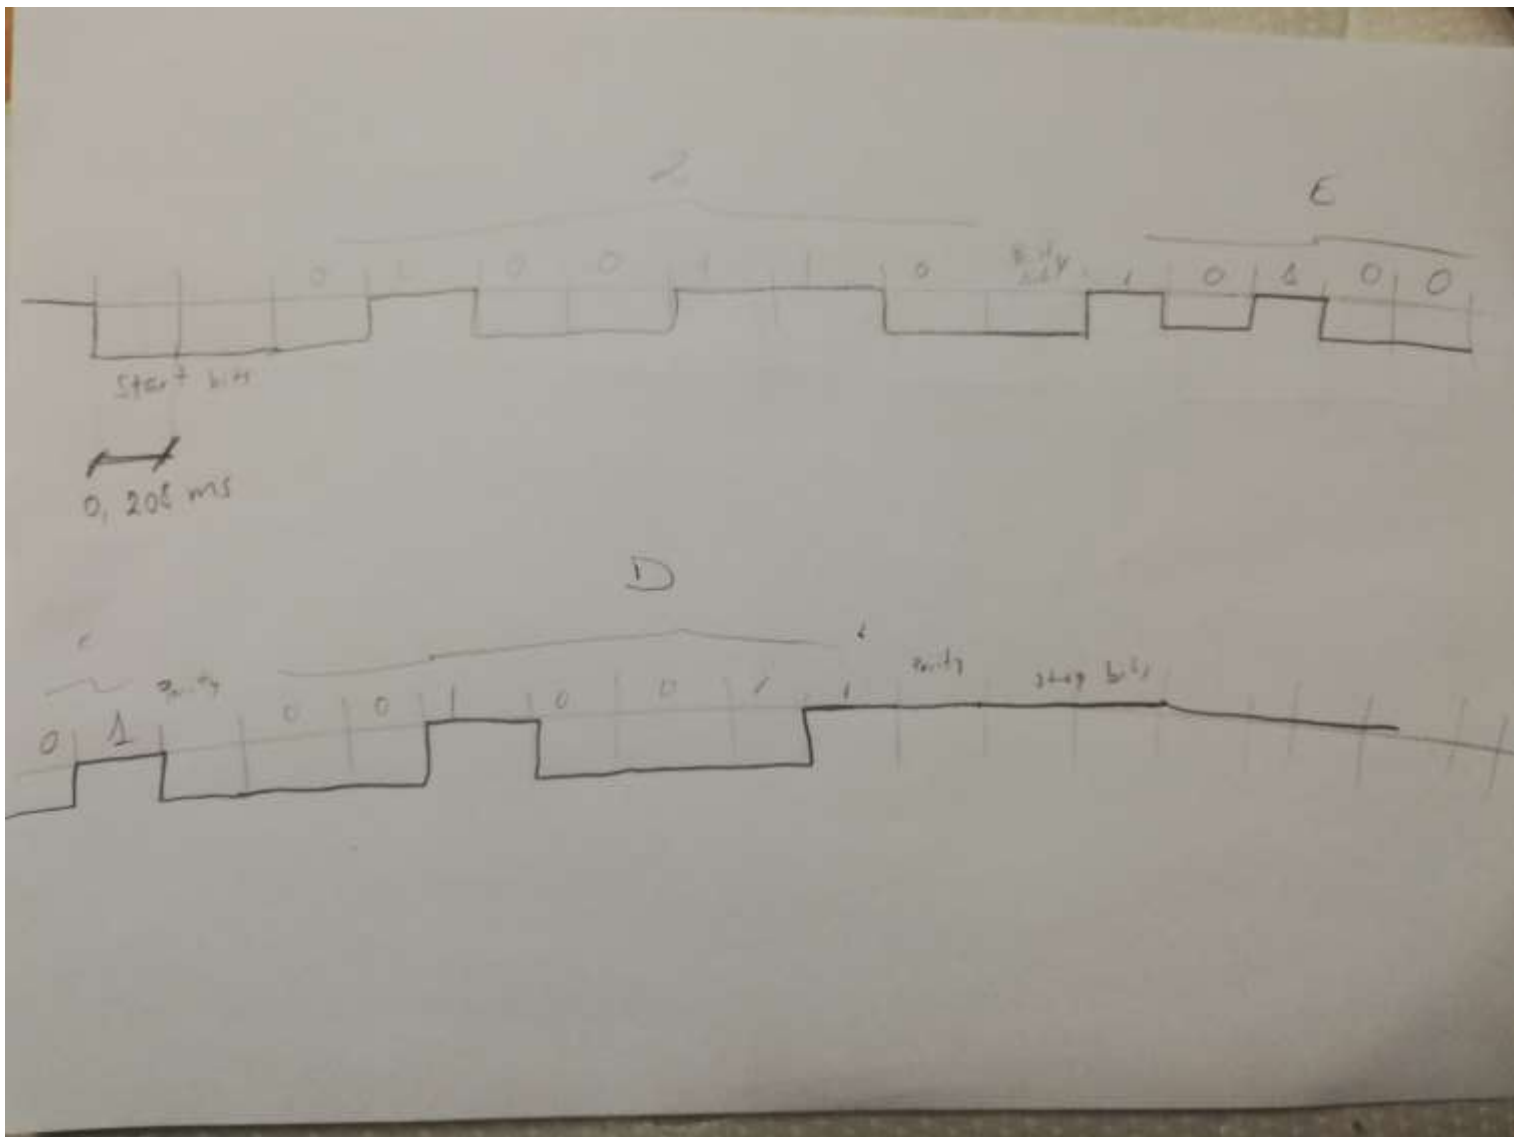 2 E
0 1 0 0 1 1 0 Parity 1 0 1 0 0
Start bits
0,208 ms
D
0 1 Parity 0 0 1 0 0 1 1 Parity Stop bits